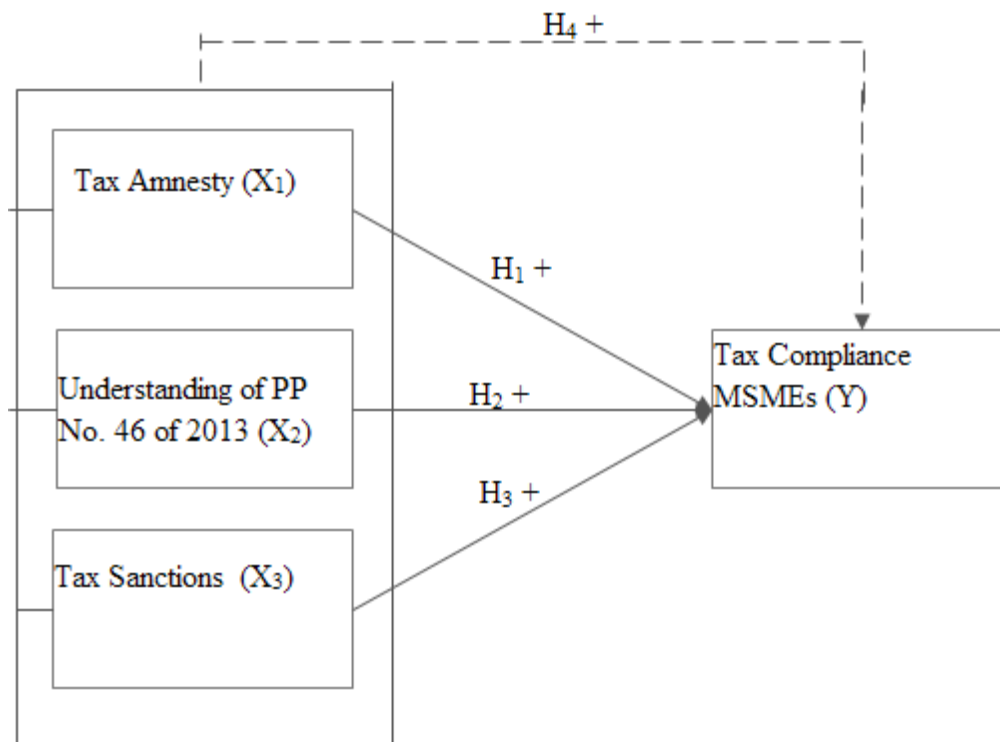 H₄ +
Tax Amnesty (X₁)
H₁ +
Understanding of PP
No. 46 of 2013 (X₂)
H₂ +
Tax Compliance
MSMEs (Y)
H₃ +
Tax Sanctions (X₃)